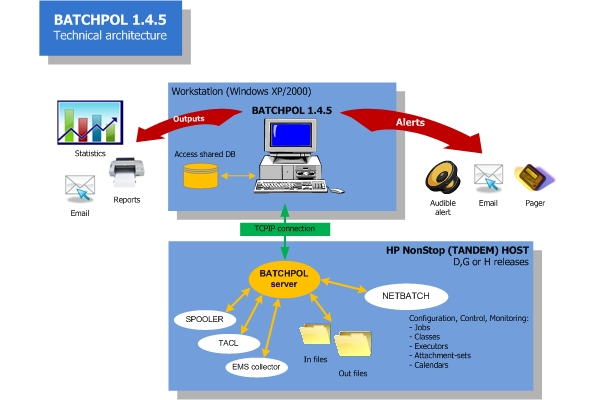 BATCHPOL 1.4.5
Technical architecture
Workstation (Windows XP/2000)
BATCHPOL 1.4.5
Outputs
Alerts
Statistics
Access shared DB
Email
Reports
Audible
alert
Email
Pager
TCPIP connection
HP NonStop (TANDEM) HOST
D,G or H releases
BATCHPOL
server
NETBATCH
SPOOLER
TACL
EMS collector
In files
Out files
Configuration, Control, Monitoring:
- Jobs
- Classes
- Executors
- Attachment-sets
- Calendars